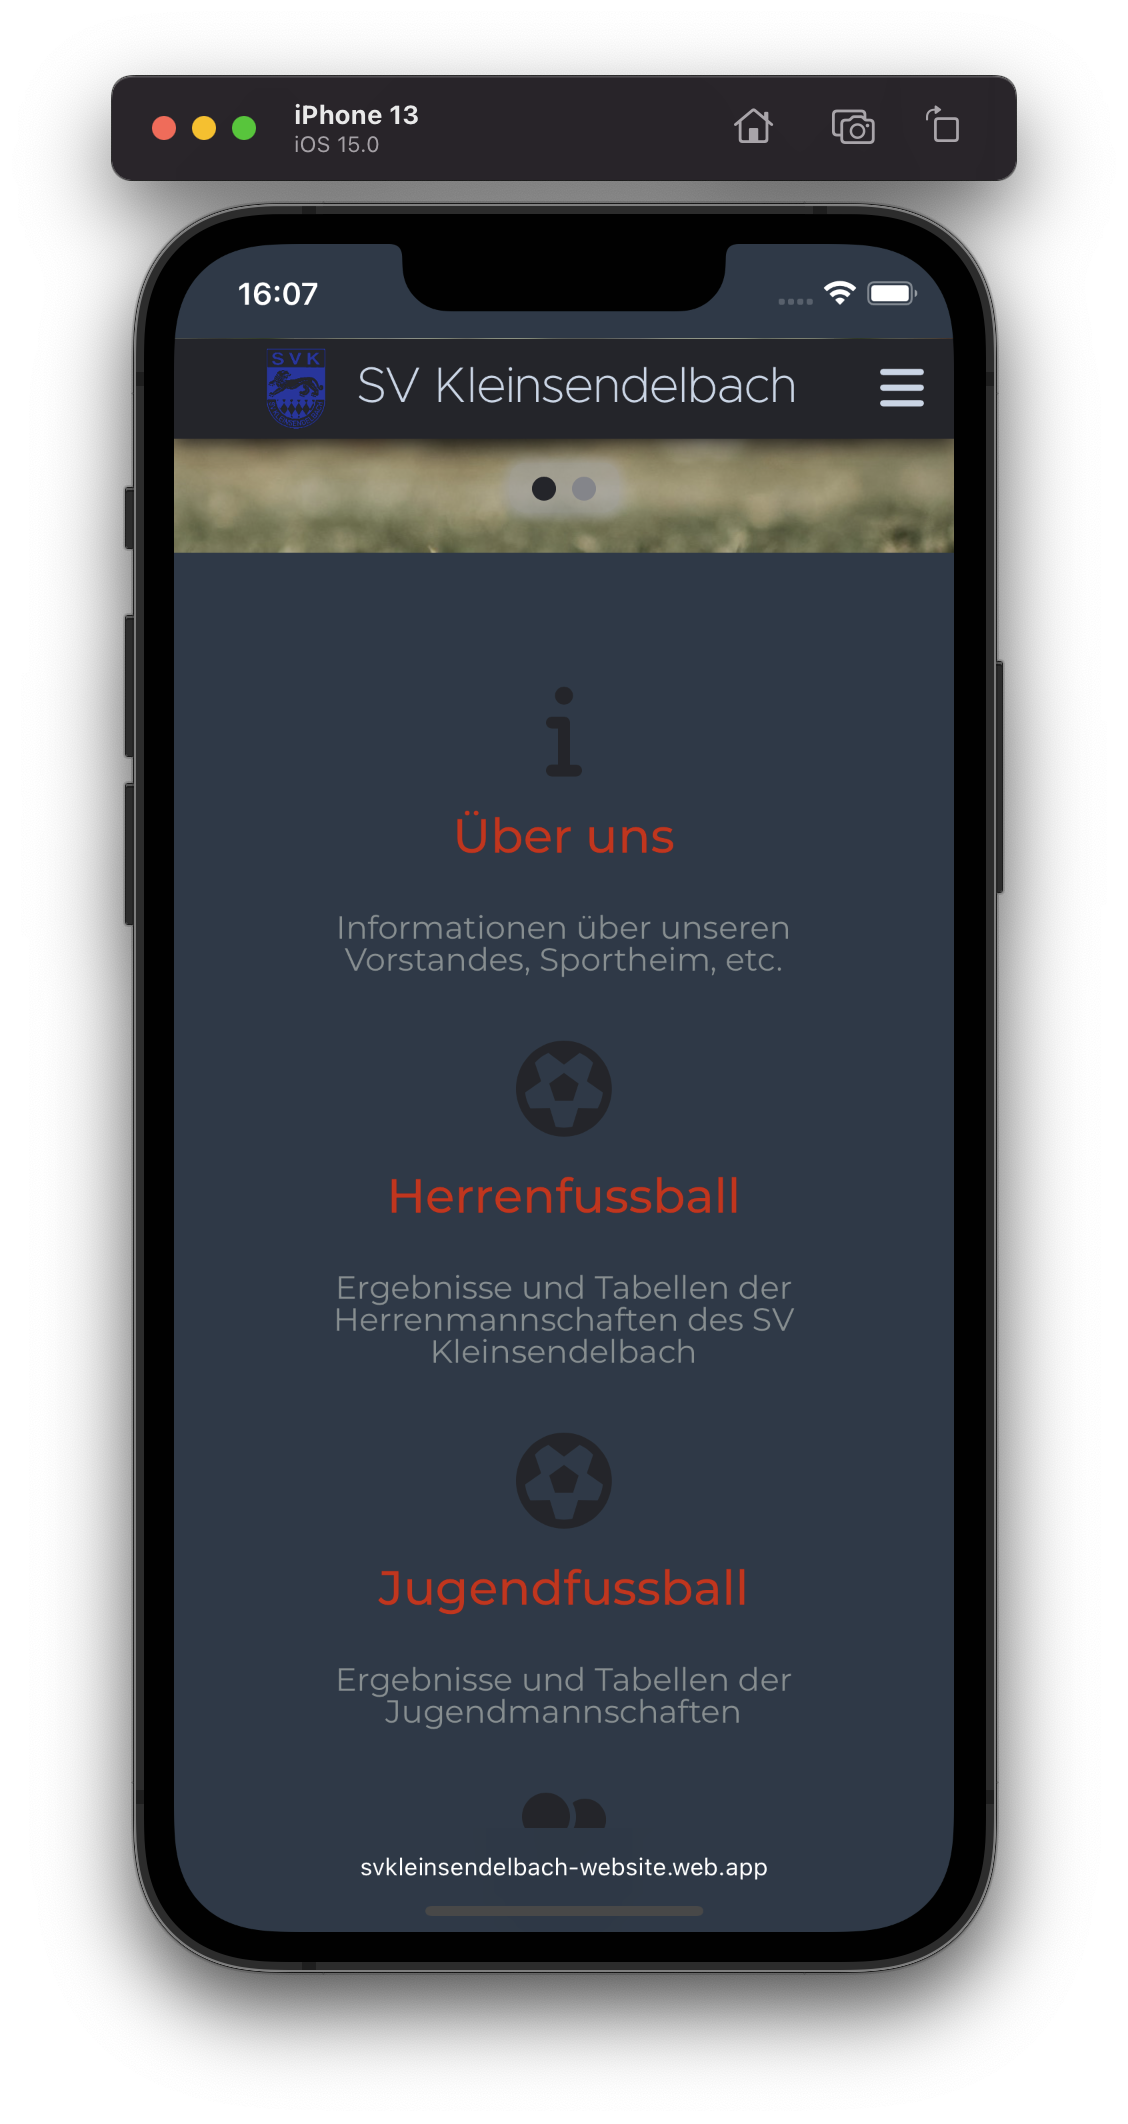 iPhone 13
iOS 15.0
16:07
SVK
SV Kleinsendelbach
Über uns
Informationen über unseren
Vorstandes, Sportheim, etc.
Herrenfussball
Ergebnisse und Tabellen der
Herrenmannschaften des SV
Kleinsendelbach
Jugendfussball
Ergebnisse und Tabellen der
Jugendmannschaften
svkleinsendelbach-website.web.app